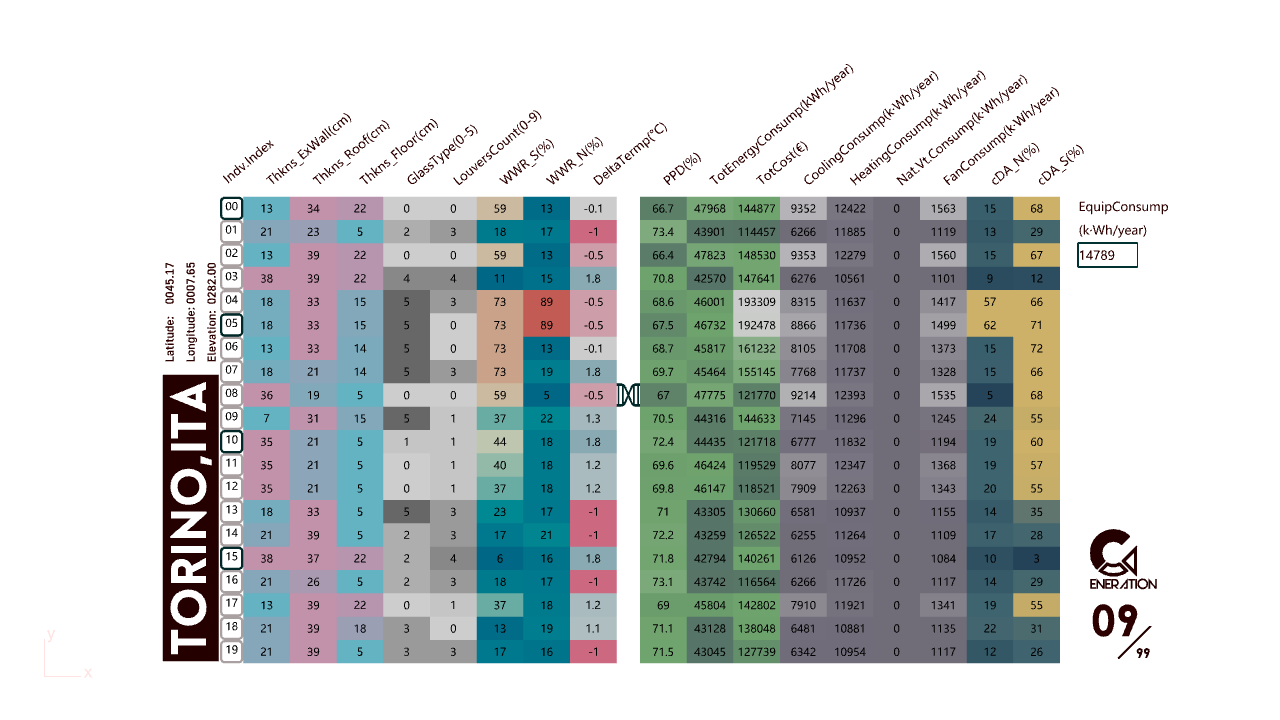 Indv.Index Thkns_ExWall(cm) Thkns_Roof(cm) Thkns_Floor(cm) GlassType(0-5) LouversCount(0-9) WWR_S(%) WWR_N(%) DeltaTermp(°C) PPD(%) TotEnergyConsump(kWh/year) TotCost(€) CoolingConsump(k·Wh/year) HeatingConsump(k·Wh/year) Nat.Vt.Consump(k·Wh/year) FanConsump(k·Wh/year) cDA_N(%) cDA_S(%)
00 13 34 22 0 0 59 13 -0.1 66.7 47968 144877 9352 12422 0 1563 15 68
01 21 23 5 2 3 18 17 -1 73.4 43901 114457 6266 11885 0 1119 13 29
02 13 39 22 0 0 59 13 -0.5 66.4 47823 148530 9353 12279 0 1560 15 67
03 38 39 22 4 4 11 15 1.8 70.8 42570 147641 6276 10561 0 1101 9 12
04 18 33 15 5 3 73 89 -0.5 68.6 46001 193309 8315 11637 0 1417 57 66
05 18 33 15 5 0 73 89 -0.5 67.5 46732 192478 8866 11736 0 1499 62 71
06 13 33 14 5 0 73 13 -0.1 68.7 45817 161232 8105 11708 0 1373 15 72
07 18 21 14 5 3 73 19 1.8 69.7 45464 155145 7768 11737 0 1328 15 66
08 36 19 5 0 0 59 5 -0.5 67 47775 121770 9214 12393 0 1535 5 68
09 7 31 15 5 1 37 22 1.3 70.5 44316 144633 7145 11296 0 1245 24 55
10 35 21 5 1 1 44 18 1.8 72.4 44435 121718 6777 11832 0 1194 19 60
11 35 21 5 0 1 40 18 1.2 69.6 46424 119529 8077 12347 0 1368 19 57
12 35 21 5 0 1 37 18 1.2 69.8 46147 118521 7909 12263 0 1343 20 55
13 18 33 5 5 3 23 17 -1 71 43305 130660 6581 10937 0 1155 14 35
14 21 39 5 2 3 17 21 -1 72.2 43259 126522 6255 11264 0 1109 17 28
15 38 37 22 2 4 6 16 1.8 71.8 42794 140261 6126 10952 0 1084 10 3
16 21 26 5 2 3 18 17 -1 73.1 43742 116564 6266 11726 0 1117 14 29
17 13 39 22 0 1 37 18 1.2 69 45804 142802 7910 11921 0 1341 19 55
18 21 39 18 3 0 13 19 1.1 71.1 43128 138048 6481 10881 0 1135 22 31
19 21 39 5 3 3 17 16 -1 71.5 43045 127739 6342 10954 0 1117 12 26
Latitude: 0045.17
Longitude: 0007.65
Elevation: 0282.00
TORINO,ITA
EquipConsump
(k·Wh/year)
14789
ENERATION
09/99
y
x